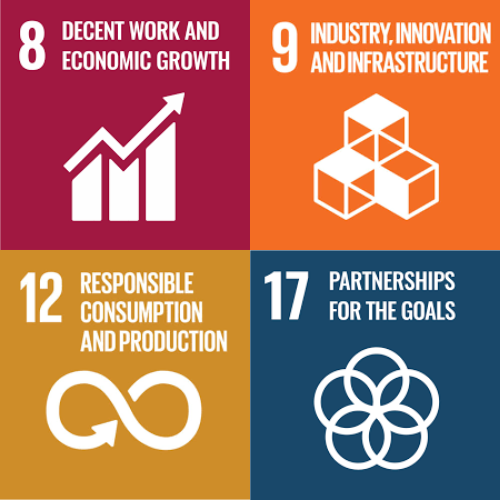 8
DECENT WORK AND
ECONOMIC GROWTH
9
INDUSTRY, INNOVATION
AND INFRASTRUCTURE
12
RESPONSIBLE
CONSUMPTION
AND PRODUCTION
17
PARTNERSHIPS
FOR THE GOALS